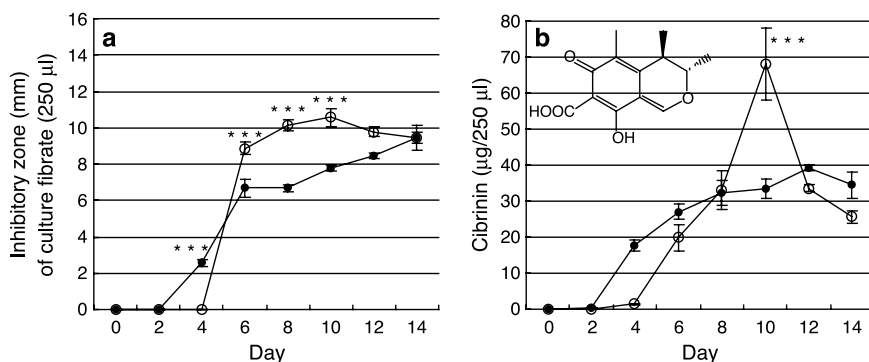 a
Inhibitory zone (mm)
of culture fibrate (250 µl)
16
14
12
10
8
6
4
2
0
* * *
* * *
* * *
* * *
0 2 4 6 8 10 12 14
Day
b
Cibrinin (µg/250 µl)
80
70
60
50
40
30
20
10
0
* * *
O
O
HOOC
OH
0 2 4 6 8 10 12 14
Day